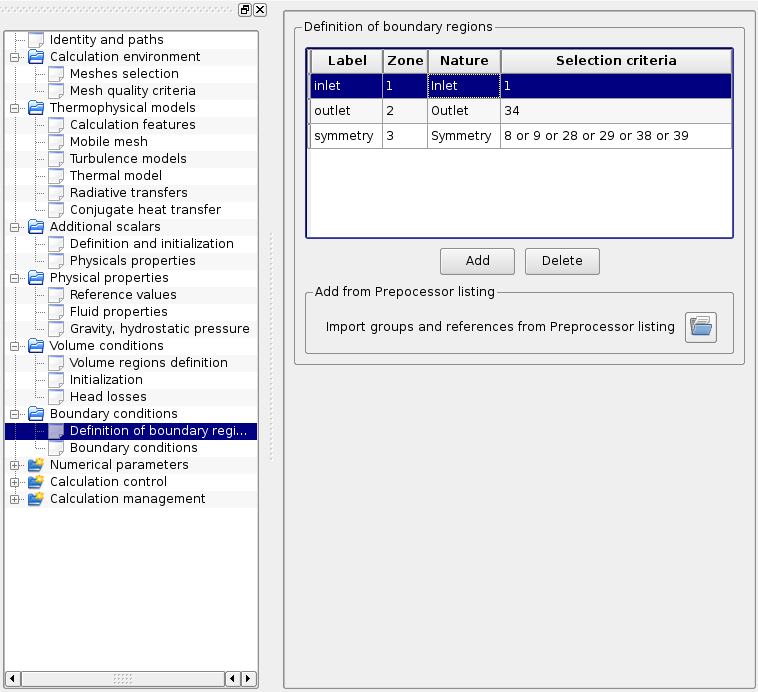 Identity and paths
Calculation environment
Meshes selection
Mesh quality criteria
Thermophysical models
Calculation features
Mobile mesh
Turbulence models
Thermal model
Radiative transfers
Conjugate heat transfer
Additional scalars
Definition and initialization
Physicals properties
Physical properties
Reference values
Fluid properties
Gravity, hydrostatic pressure
Volume conditions
Volume regions definition
Initialization
Head losses
Boundary conditions
Definition of boundary regi...
Boundary conditions
Numerical parameters
Calculation control
Calculation management
Definition of boundary regions
Label Zone Nature Selection criteria
inlet 1 Inlet 1
outlet 2 Outlet 34
symmetry 3 Symmetry 8 or 9 or 28 or 29 or 38 or 39
Add Delete
Add from Prepocessor listing
Import groups and references from Preprocessor listing